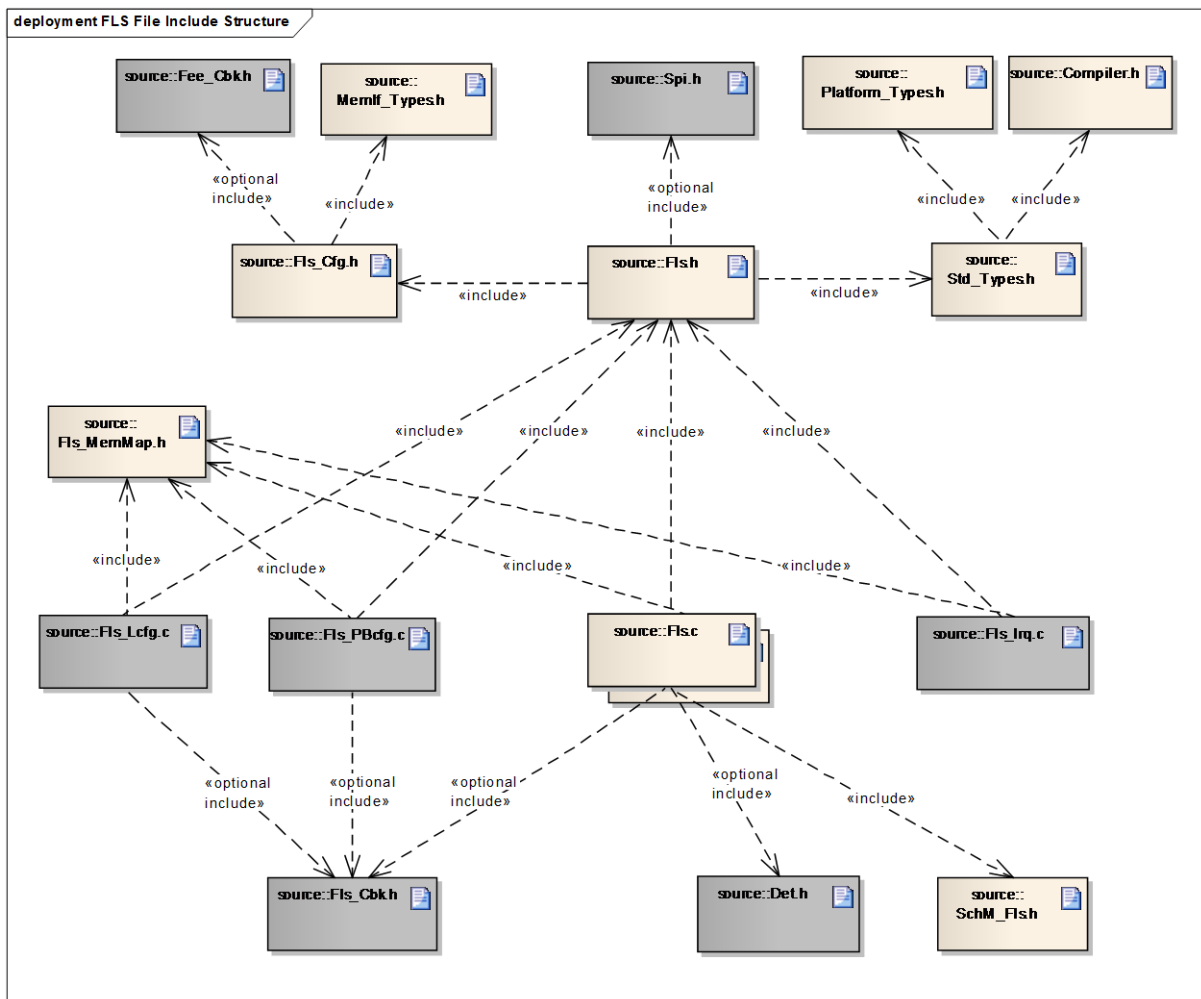 deployment FLS File Include Structure
source::Fee_Cbk.h
source::
MemIf_Types.h
source::Spi.h
source::
Platform_Types.h
source::Compiler.h
«optional
include»
«include»
«optional
include»
«include»
«include»
source::Fls_Cfg.h
source::Fls.h
source::
Std_Types.h
«include»
«include»
source::
Fls_MemMap.h
«include»
«include»
«include»
«include»
«include»
«include»
«include»
«include»
source::Fls_Lcfg.c
source::Fls_PBcfg.c
source::Fls.c
source::Fls_Irq.c
«optional
include»
«optional
include»
«optional
include»
«optional
include»
«include»
source::Fls_Cbk.h
source::Det.h
source::
SchM_Fls.h